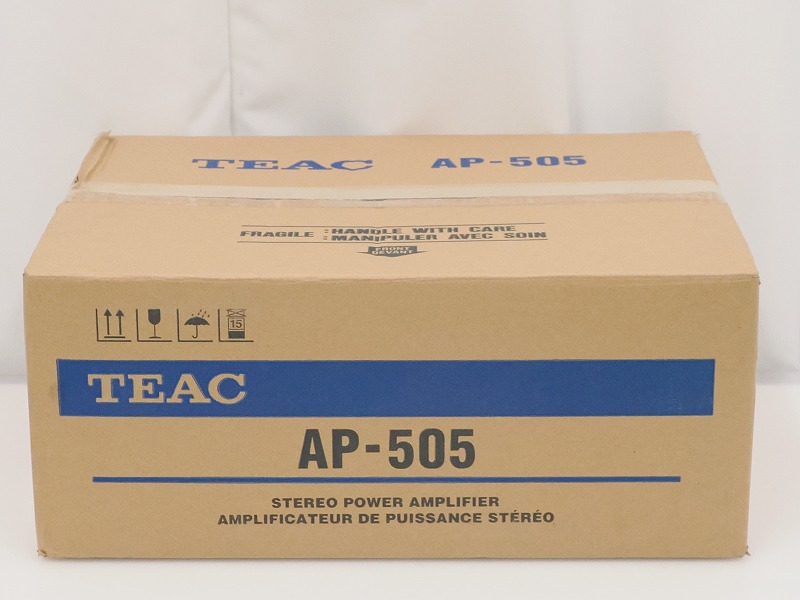 TEAC AP-505
FRAGILE : HANDLE WITH CARE
: MANIPULER AVEC SOIN
FRONT
DEVANT
15
TEAC
AP-505
STEREO POWER AMPLIFIER
AMPLIFICATEUR DE PUISSANCE STÉRÉO